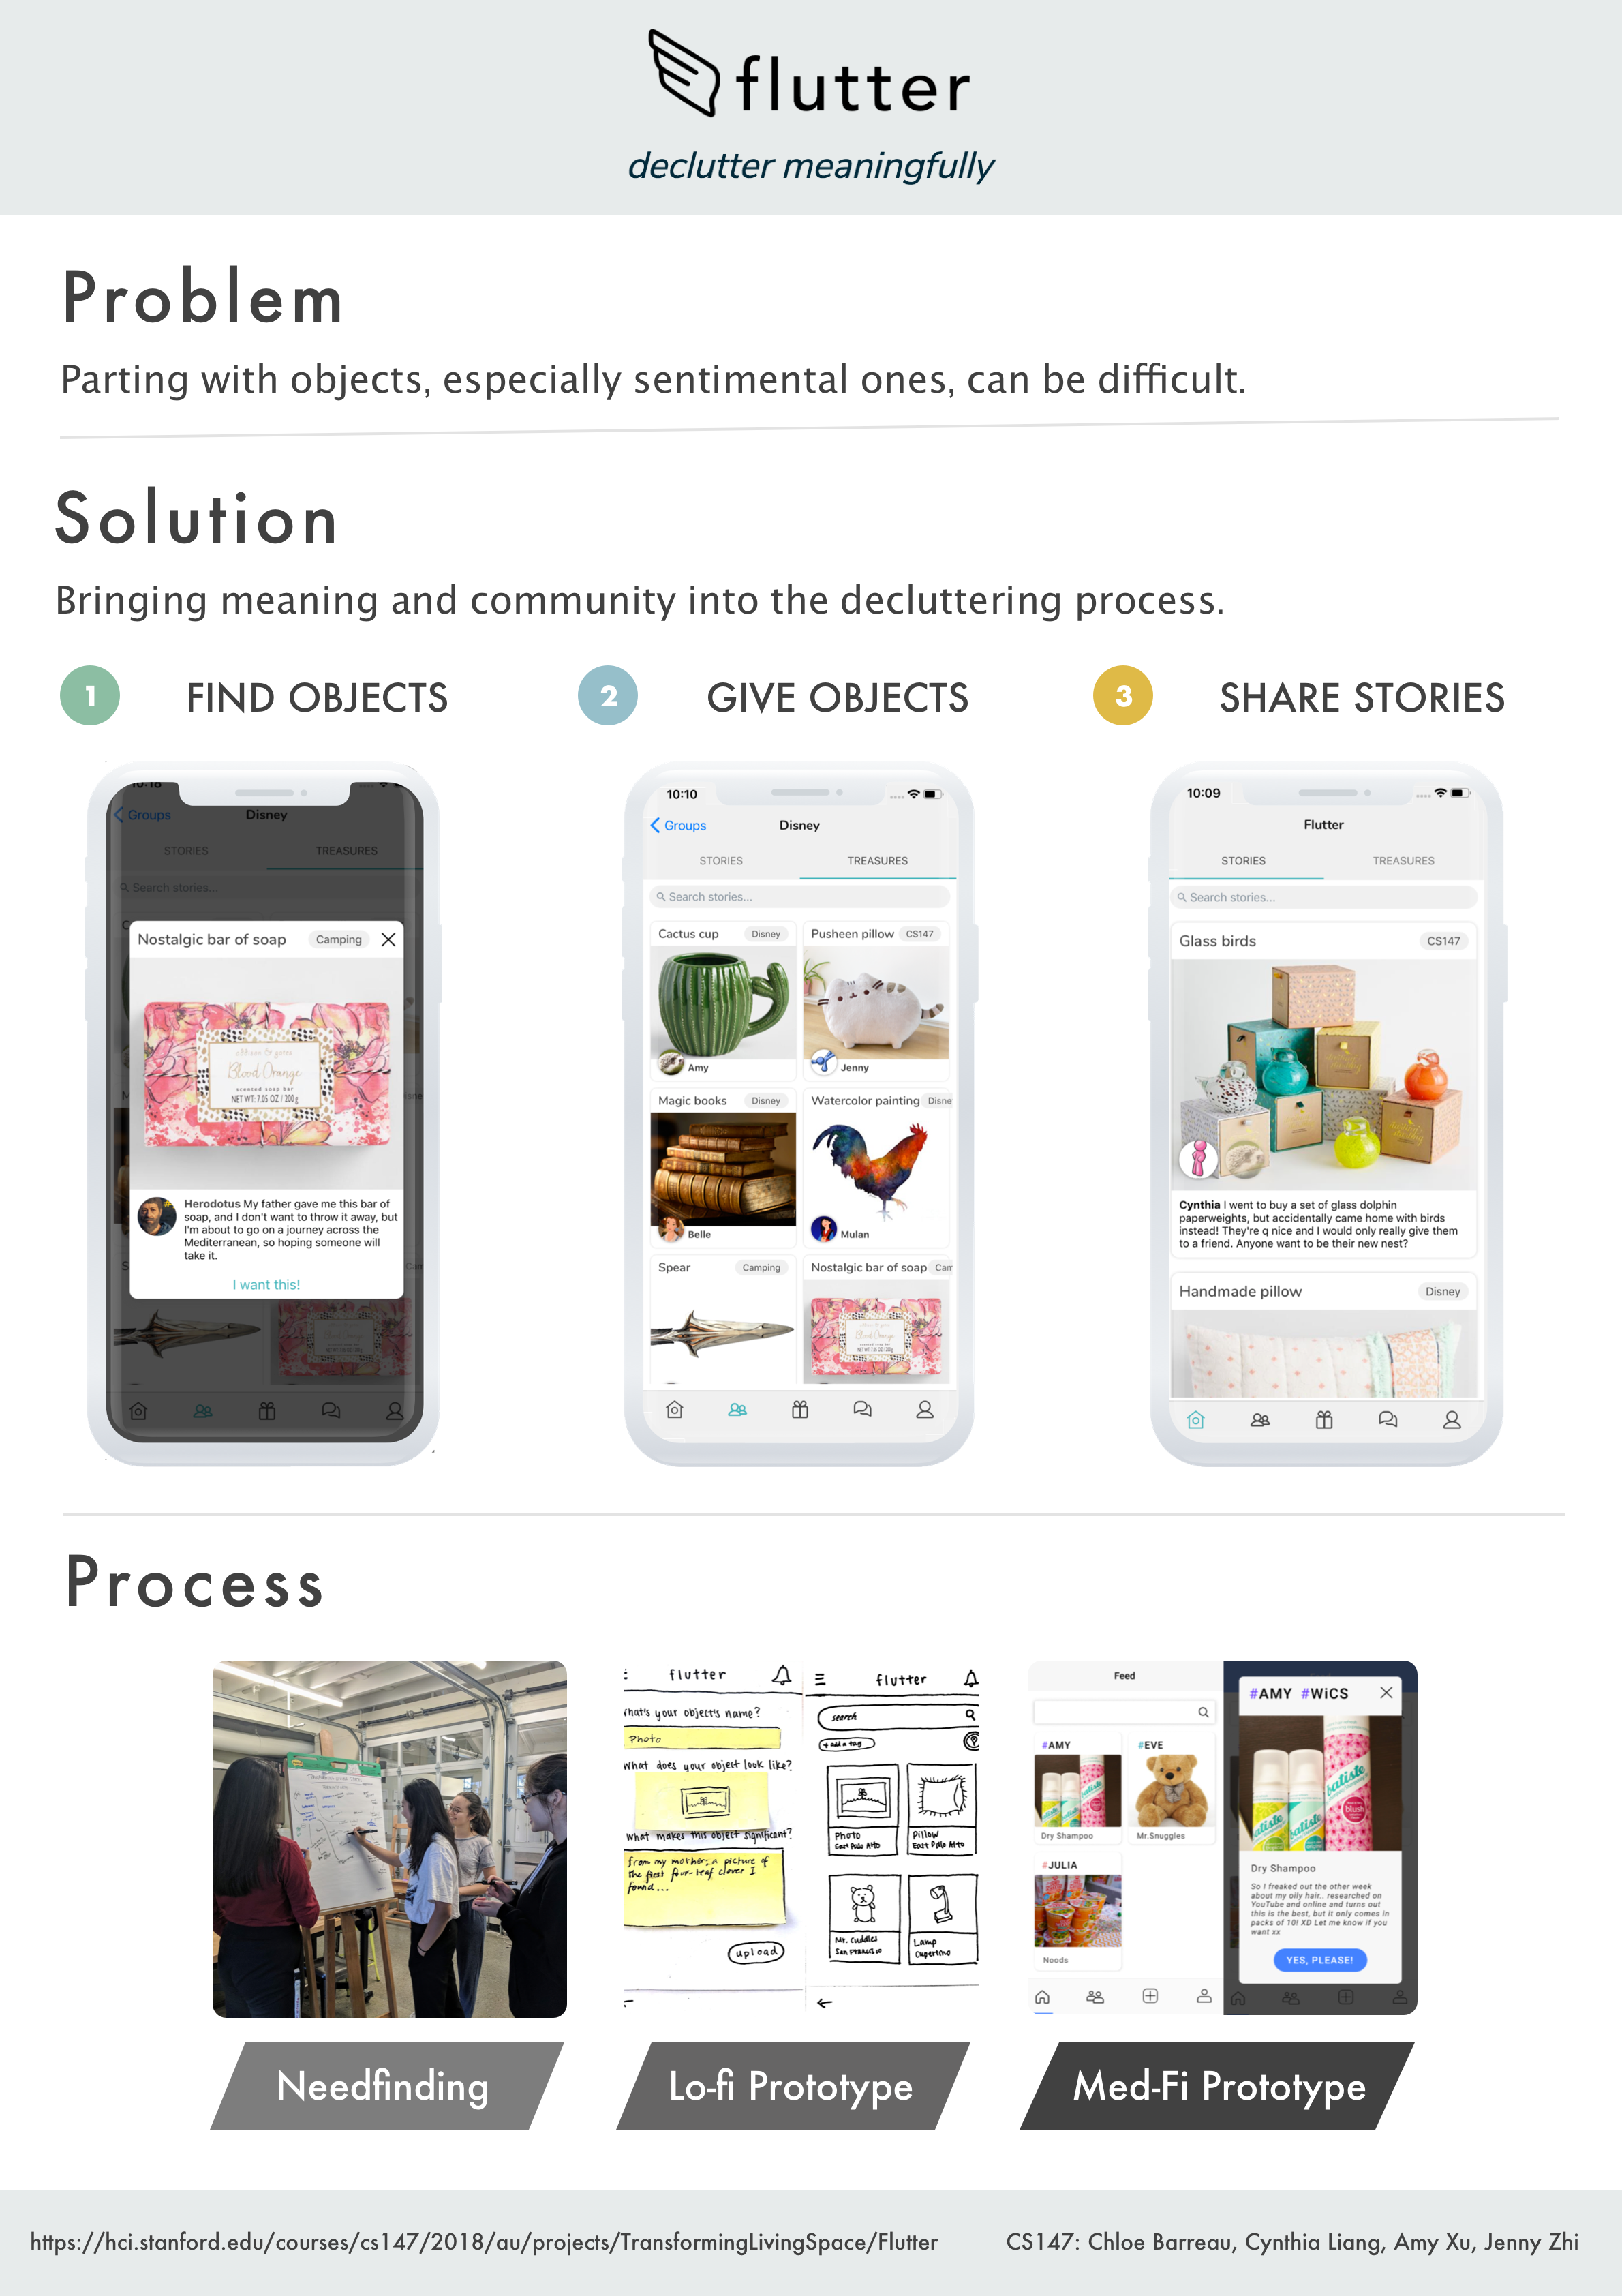 flutter
declutter meaningfully
Problem
Parting with objects, especially sentimental ones, can be difficult.
Solution
Bringing meaning and community into the decluttering process.
1 FIND OBJECTS
2 GIVE OBJECTS
3 SHARE STORIES
10:18
Groups Disney
STORIES TREASURES
Search stories...
Nostalgic bar of soap Camping
addison & gates
Blood Orange
scented soap bar
NET WT: 7.05 OZ / 200 g
Herodotus My father gave me this bar of
soap, and I don't want to throw it away, but
I'm about to go on a journey across the
Mediterranean, so hoping someone will
take it.
I want this!
10:10
Groups Disney
STORIES TREASURES
Search stories...
Cactus cup Disney
Pusheen pillow CS147
Amy
Jenny
Magic books Disney
Watercolor painting Disne
Belle
Mulan
Spear Camping
Nostalgic bar of soap Cam
Blood Orange
10:09
Flutter
STORIES TREASURES
Search stories...
Glass birds CS147
Cynthia I went to buy a set of glass dolphin
paperweights, but accidentally came home with birds
instead! They're q nice and I would only really give them
to a friend. Anyone want to be their new nest?
Handmade pillow Disney
Process
flutter
what's your object's name?
Photo
What does your object look like?
What makes this object significant?
from my mother; a picture of
the first four-leaf clover I
found...
upload
flutter
search
+ add a tag
Photo
East Palo Alto
Pillow
East Palo Alto
Mr. Cuddles
San Francisco
Lamp
Cupertino
Feed
#AMY
#EVE
Dry Shampoo
Mr.Snuggles
#JULIA
Noods
#AMY #WiCS
batiste
blush
Dry Shampoo
So I freaked out the other week
about my oily hair.. researched on
YouTube and online and turns out
this is the best, but it only comes in
packs of 10! XD Let me know if you
want xx
YES, PLEASE!
Needfinding
Lo-fi Prototype
Med-Fi Prototype
https://hci.stanford.edu/courses/cs147/2018/au/projects/TransformingLivingSpace/Flutter
CS147: Chloe Barreau, Cynthia Liang, Amy Xu, Jenny Zhi